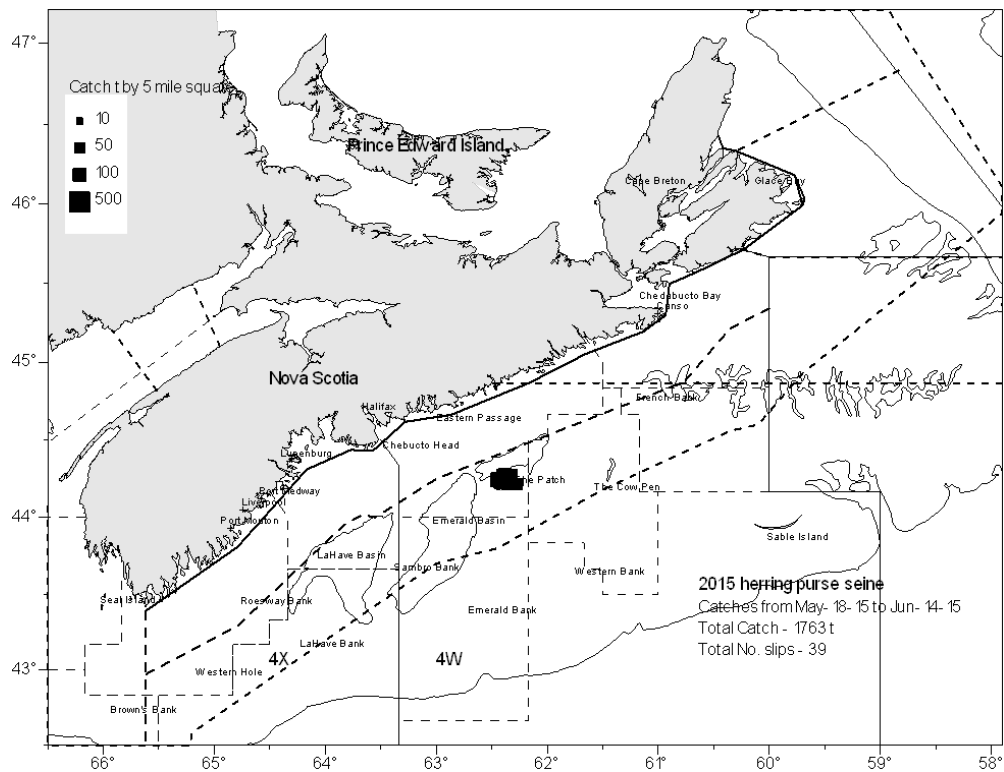 47°
46°
45°
44°
43°
Catch t by 5 mile square
10
50
100
500
Prince Edward Island
Cape Breton
Glace Bay
Chedabucto Bay
Canso
Nova Scotia
French Bank
Halifax
Eastern Passage
Chebucto Head
Lunenburg
The Patch
The Cow Pen
Port Medway
Liverpool
Port Mouton
Emerald Basin
Sable Island
LaHave Basin
Sambro Bank
Western Bank
Seal Island
Roseway Bank
Emerald Bank
LaHave Bank
4X
4W
Western Hole
Brown's Bank
2015 herring purse seine
Catches from May- 18- 15 to Jun- 14- 15
Total Catch - 1763 t
Total No. slips - 39
66° 65° 64° 63° 62° 61° 60° 59° 58°